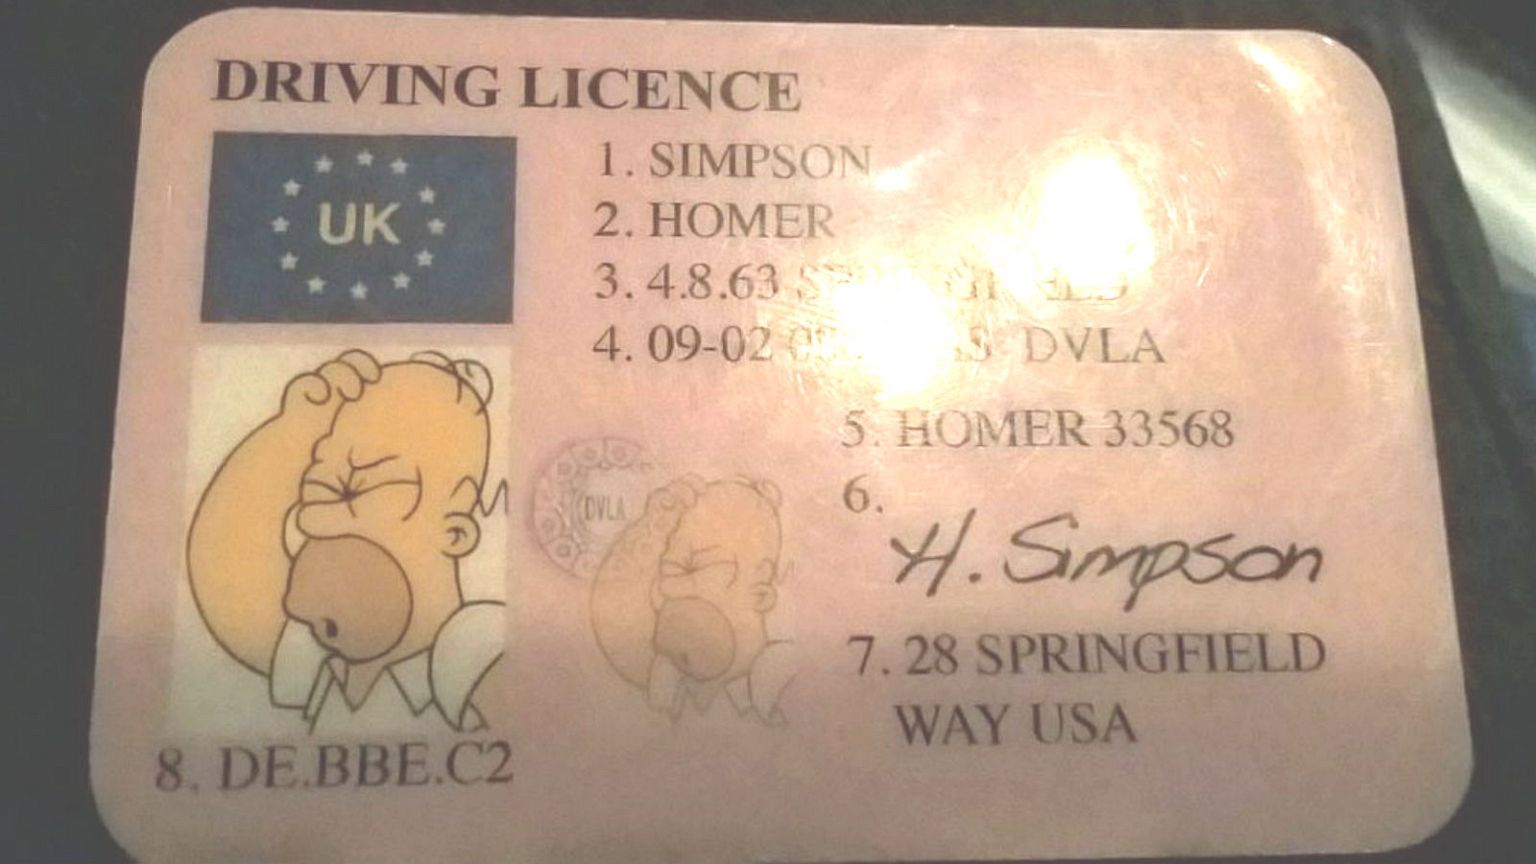 DRIVING LICENCE
UK
1. SIMPSON
2. HOMER
3. 4.8.63 SPRINGFIELD
4. 09-02 DVLA
5. HOMER 33568
6.
H. Simpson
DVLA
7. 28 SPRINGFIELD
WAY USA
8. DE.BBE.C2